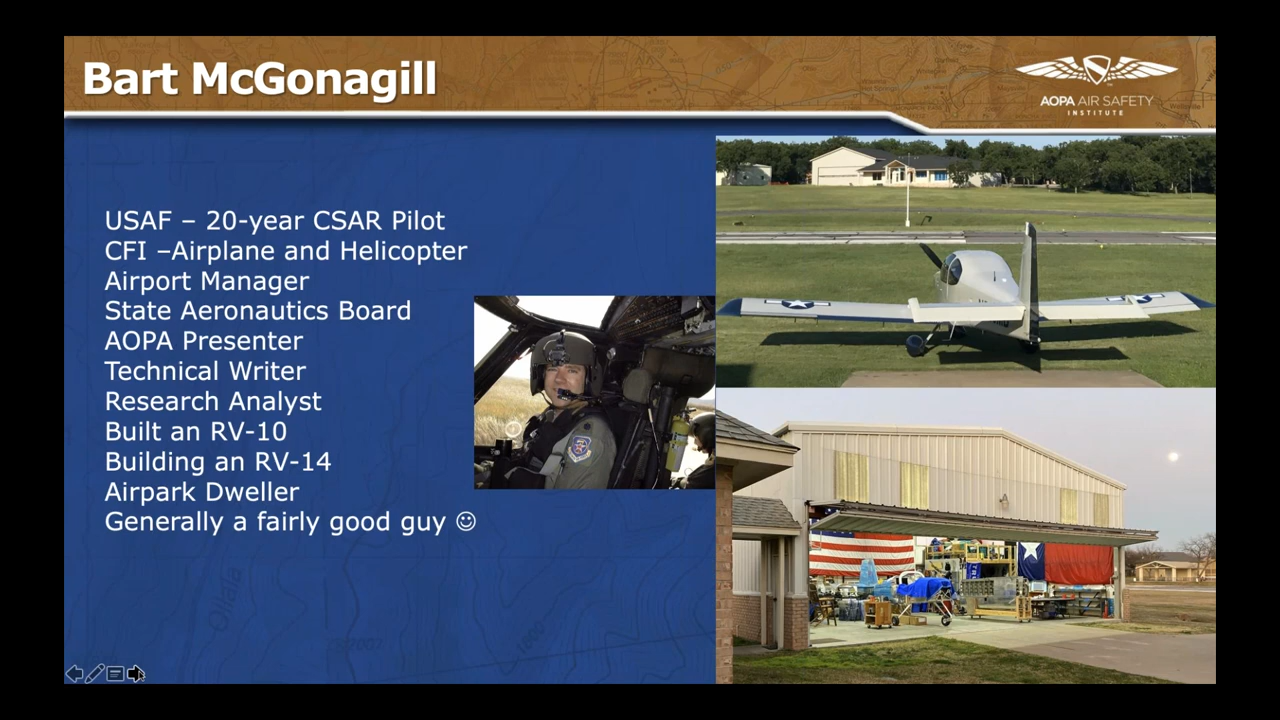 Bart McGonagill
AOPA AIR SAFETY
INSTITUTE
USAF – 20-year CSAR Pilot
CFI –Airplane and Helicopter
Airport Manager
State Aeronautics Board
AOPA Presenter
Technical Writer
Research Analyst
Built an RV-10
Building an RV-14
Airpark Dweller
Generally a fairly good guy ☺